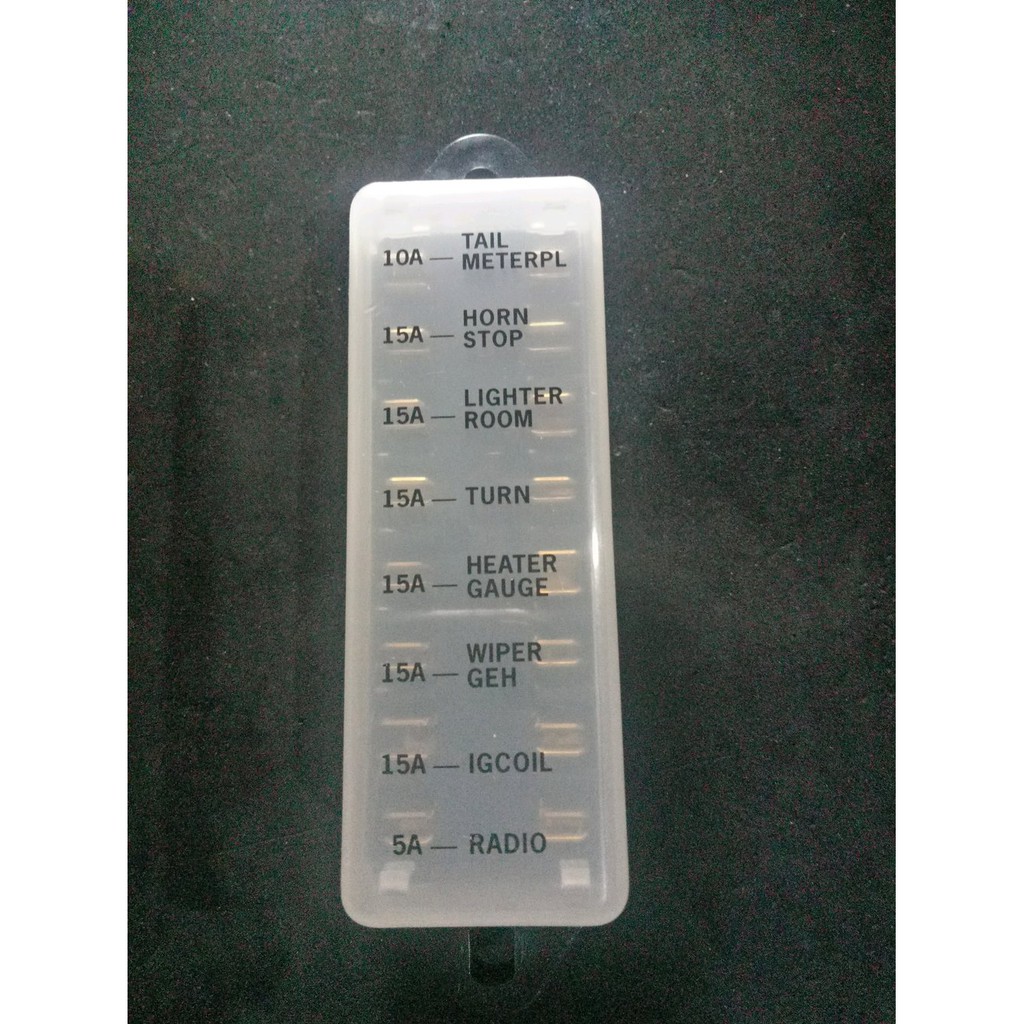 10A — TAIL
METERPL
15A — HORN
STOP
15A — LIGHTER
ROOM
15A — TURN
15A — HEATER
GAUGE
15A — WIPER
GEH
15A — IGCOIL
5A — RADIO